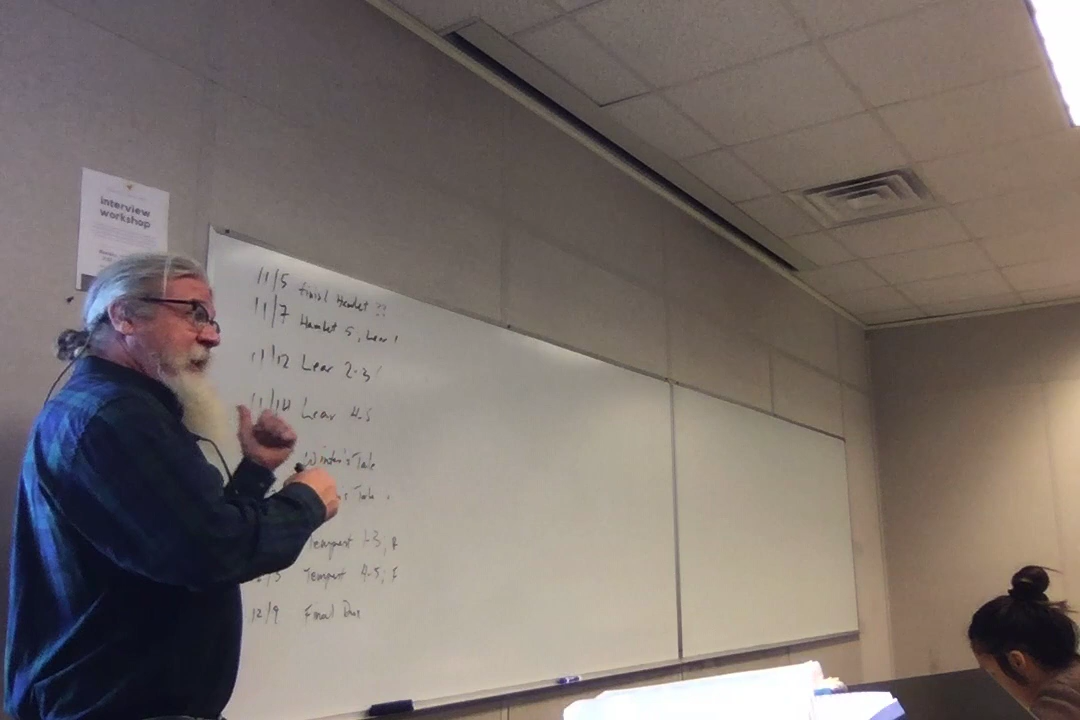 interview
workshop
11/5 Finish Hamlet ??
11/7 Hamlet 5, Lear 1
11/12 Lear 2-3
11/14 Lear 4-5
Winter's Tale
Tale
Tempest 1-3;
Tempest 4-5;
12/9 Final Due